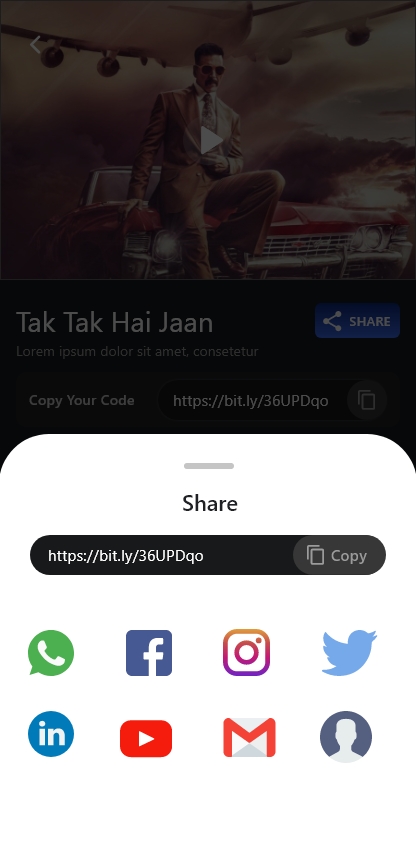 Tak Tak Hai Jaan
SHARE
Lorem ipsum dolor sit amet, consetetur
Copy Your Code
https://bit.ly/36UPDqo
Share
https://bit.ly/36UPDqo
Copy
in